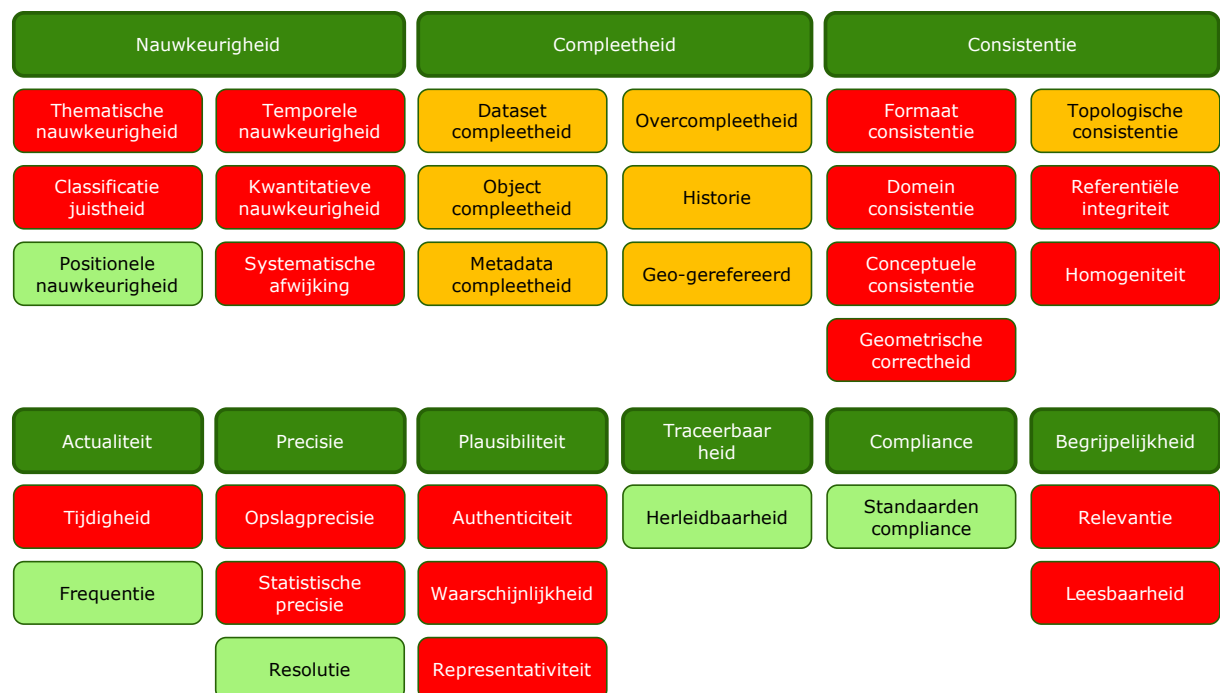 Nauwkeurigheid
Compleetheid
Consistentie
Thematische
nauwkeurigheid
Temporele
nauwkeurigheid
Dataset
compleetheid
Overcompleetheid
Formaat
consistentie
Topologische
consistentie
Classificatie
juistheid
Kwantitatieve
nauwkeurigheid
Object
compleetheid
Historie
Domein
consistentie
Referentiële
integriteit
Positionele
nauwkeurigheid
Systematische
afwijking
Metadata
compleetheid
Geo-gerefereerd
Conceptuele
consistentie
Homogeniteit
Geometrische
correctheid
Actualiteit
Precisie
Plausibiliteit
Traceerbaar
heid
Compliance
Begrijpelijkheid
Tijdigheid
Opslagprecisie
Authenticiteit
Herleidbaarheid
Standaarden
compliance
Relevantie
Frequentie
Statistische
precisie
Waarschijnlijkheid
Leesbaarheid
Resolutie
Representativiteit